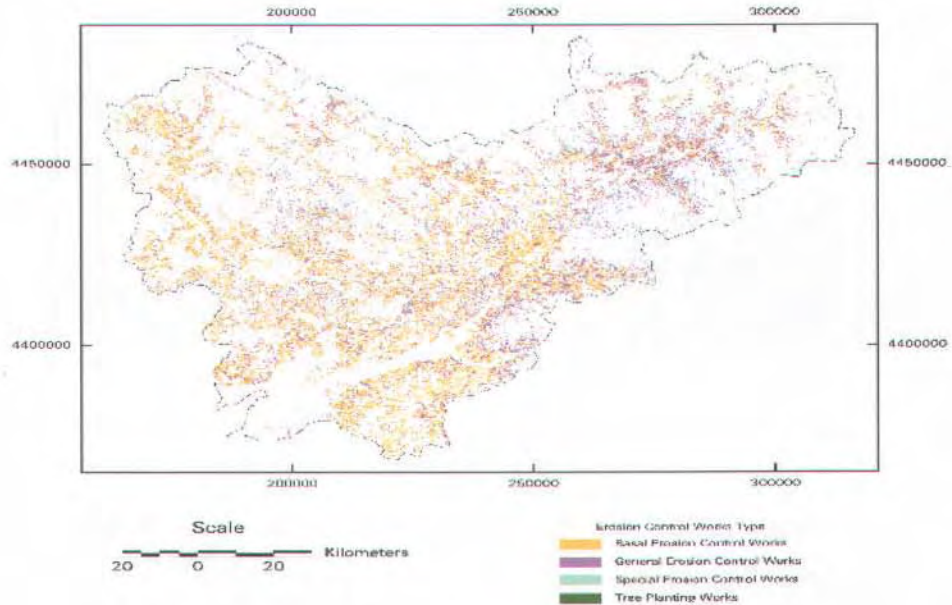 200000 250000 300000
4450000 4450000
4400000 4400000
200000 250000 300000
Scale
20 0 20 Kilometers
Erosion Control Works Type
Basal Erosion Control Works
General Erosion Control Works
Special Erosion Control Works
Tree Planting Works